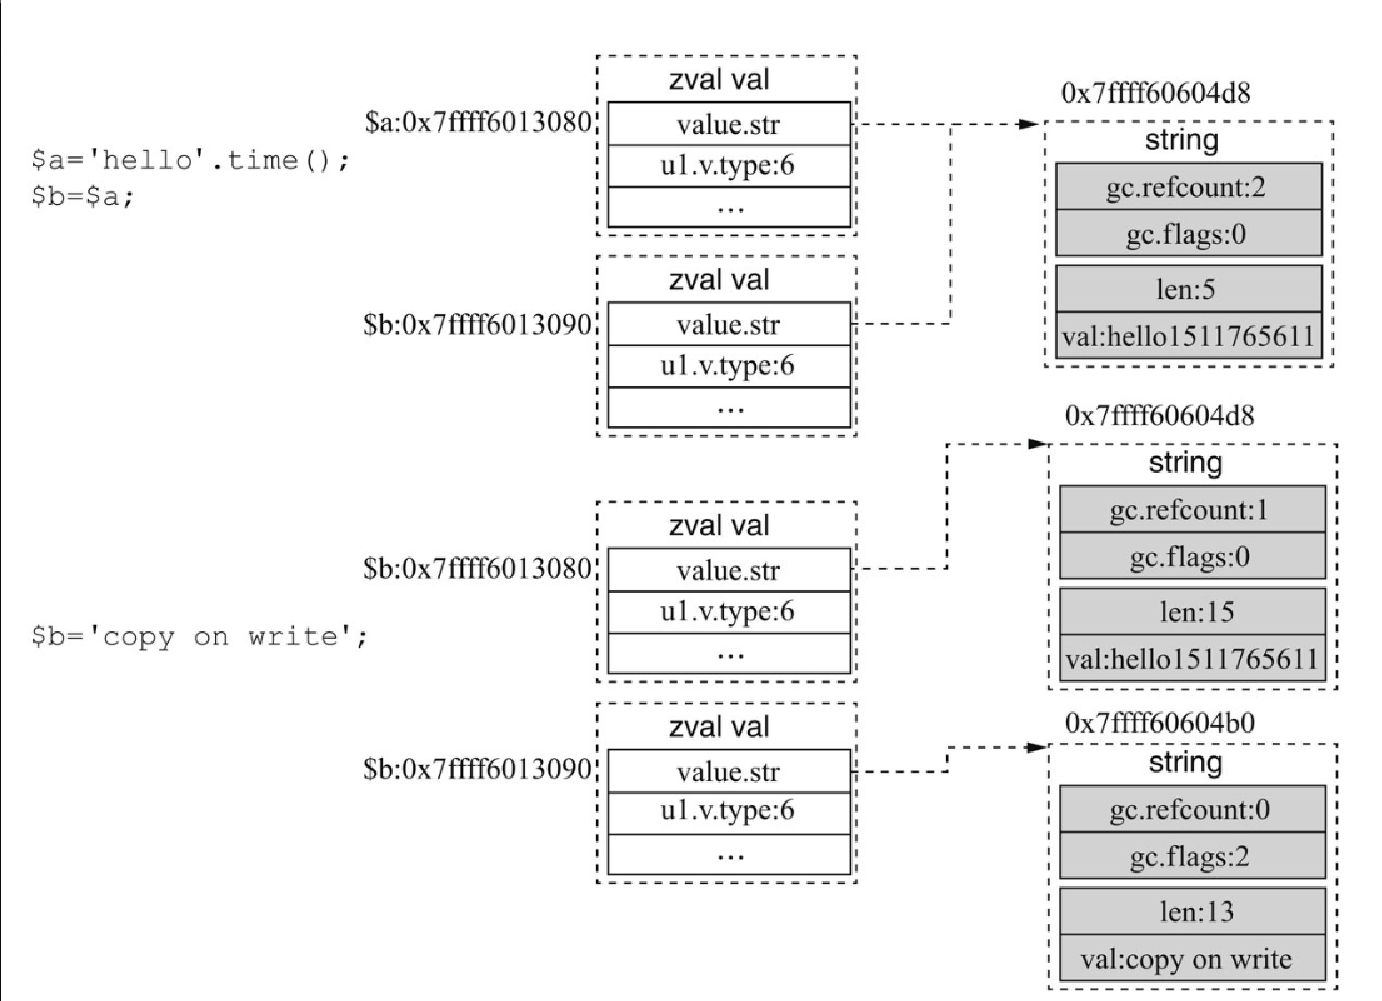 zval val
0x7ffff60604d8
$a:0x7ffff6013080
value.str
string
$a='hello'.time();
u1.v.type:6
gc.refcount:2
$b=$a;
...
gc.flags:0
zval val
len:5
$b:0x7ffff6013090
value.str
val:hello1511765611
u1.v.type:6
...
0x7ffff60604d8
string
zval val
gc.refcount:1
$b:0x7ffff6013080
value.str
gc.flags:0
u1.v.type:6
len:15
$b='copy on write';
...
val:hello1511765611
zval val
0x7ffff60604b0
$b:0x7ffff6013090
value.str
string
u1.v.type:6
gc.refcount:0
...
gc.flags:2
len:13
val:copy on write